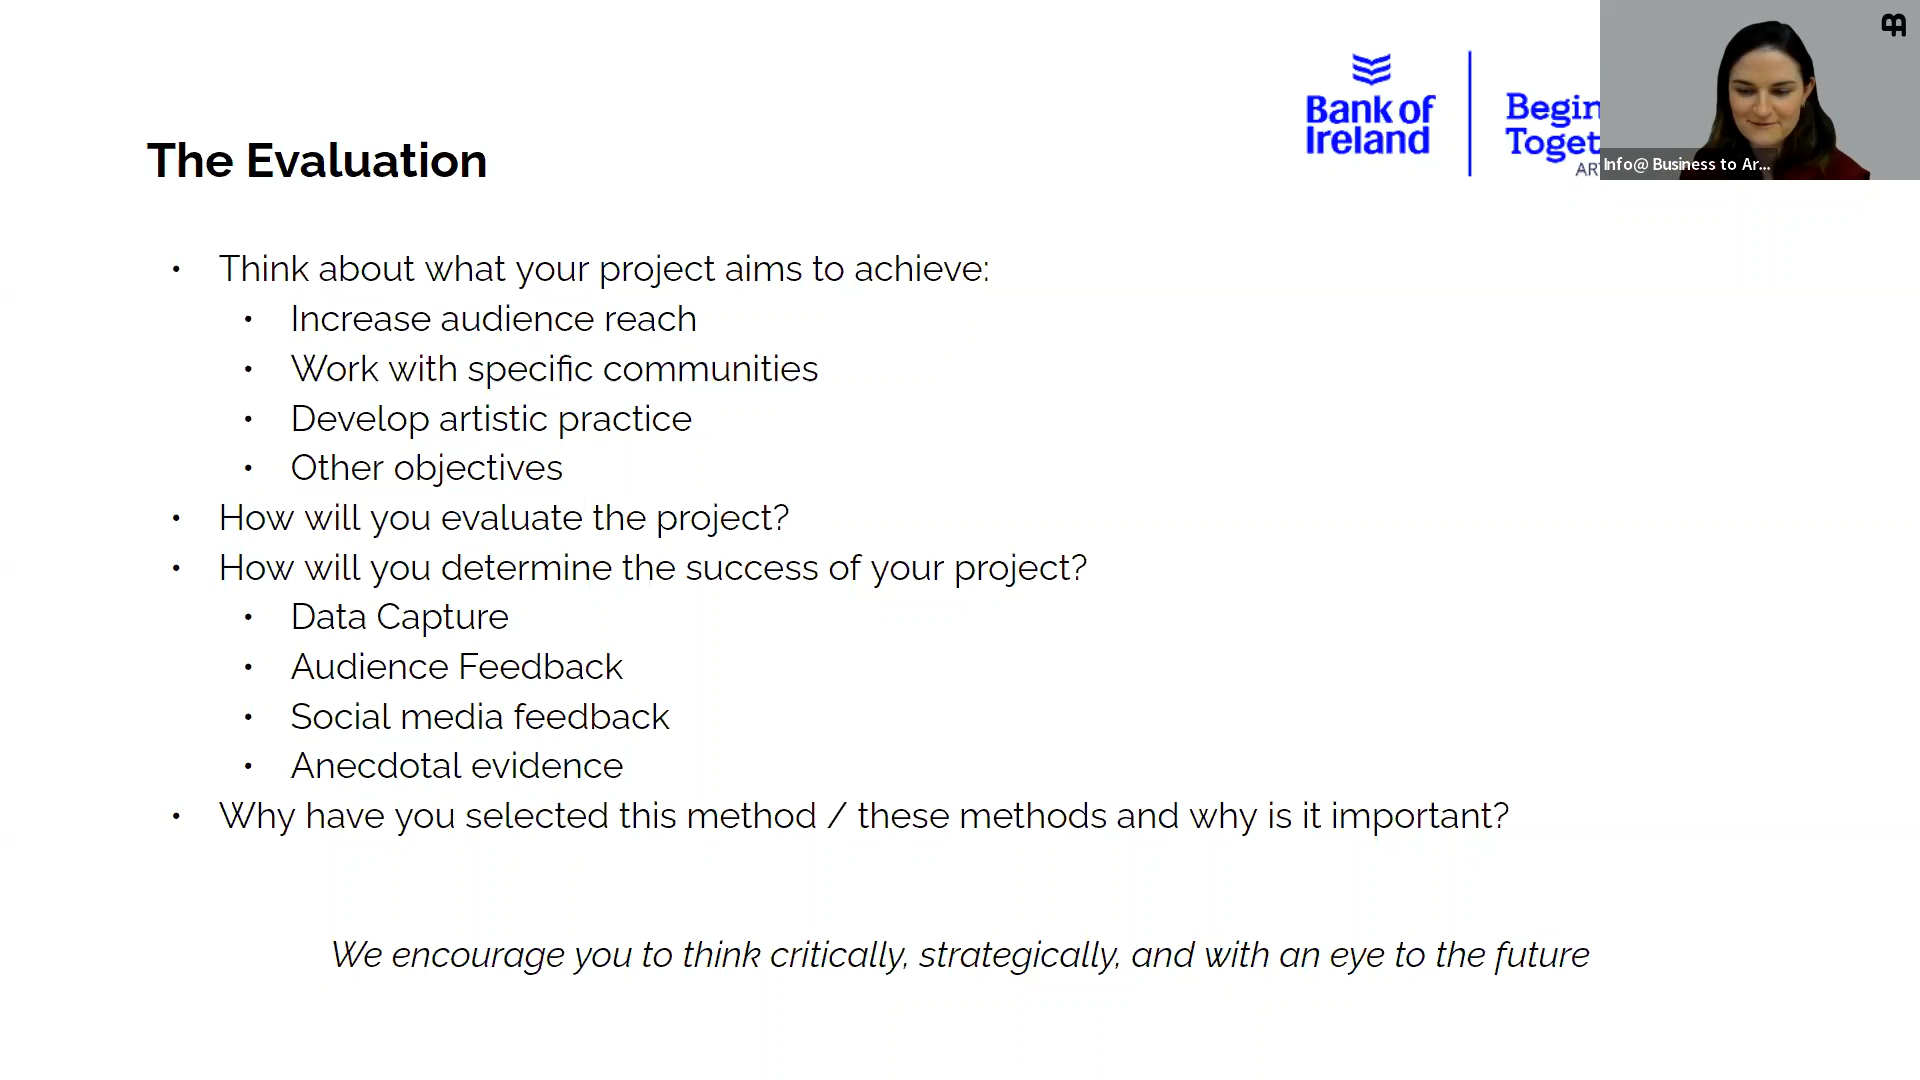 Bank of
Ireland
Begin
Toget
AR
Info@ Business to Ar...
The Evaluation
• Think about what your project aims to achieve:
• Increase audience reach
• Work with specific communities
• Develop artistic practice
• Other objectives
• How will you evaluate the project?
• How will you determine the success of your project?
• Data Capture
• Audience Feedback
• Social media feedback
• Anecdotal evidence
• Why have you selected this method / these methods and why is it important?
We encourage you to think critically, strategically, and with an eye to the future